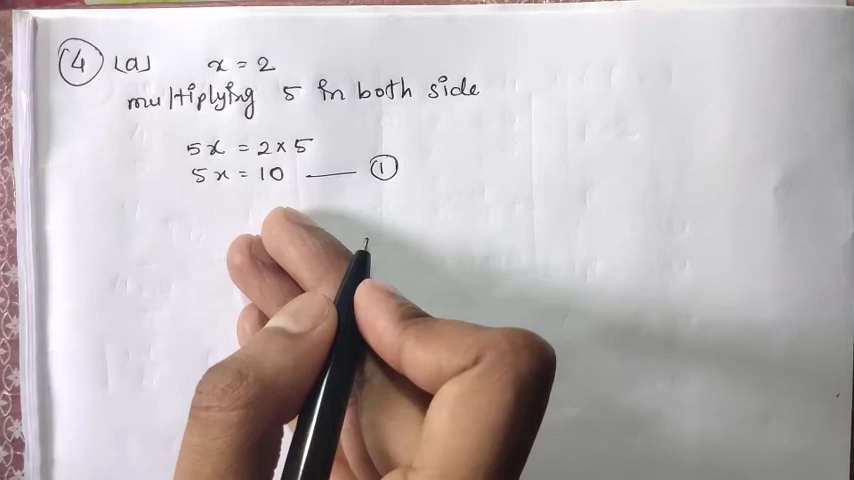 4 (a) x = 2
multiplying 5 in both side
5x = 2 × 5
5x = 10 —— 1